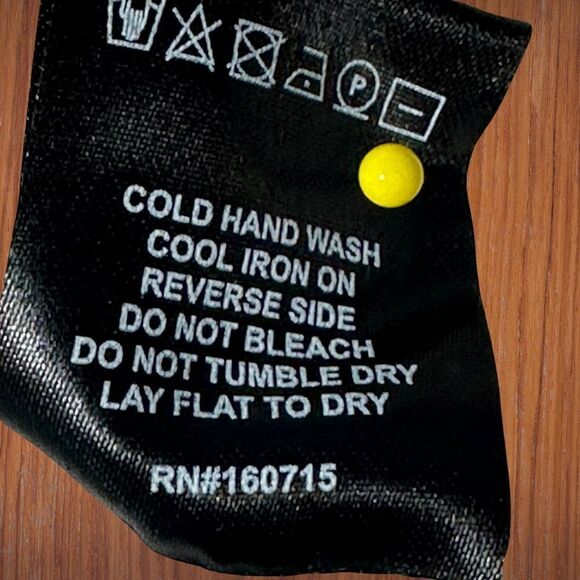 P
COLD HAND WASH
COOL IRON ON
REVERSE SIDE
DO NOT BLEACH
DO NOT TUMBLE DRY
LAY FLAT TO DRY
RN#160715